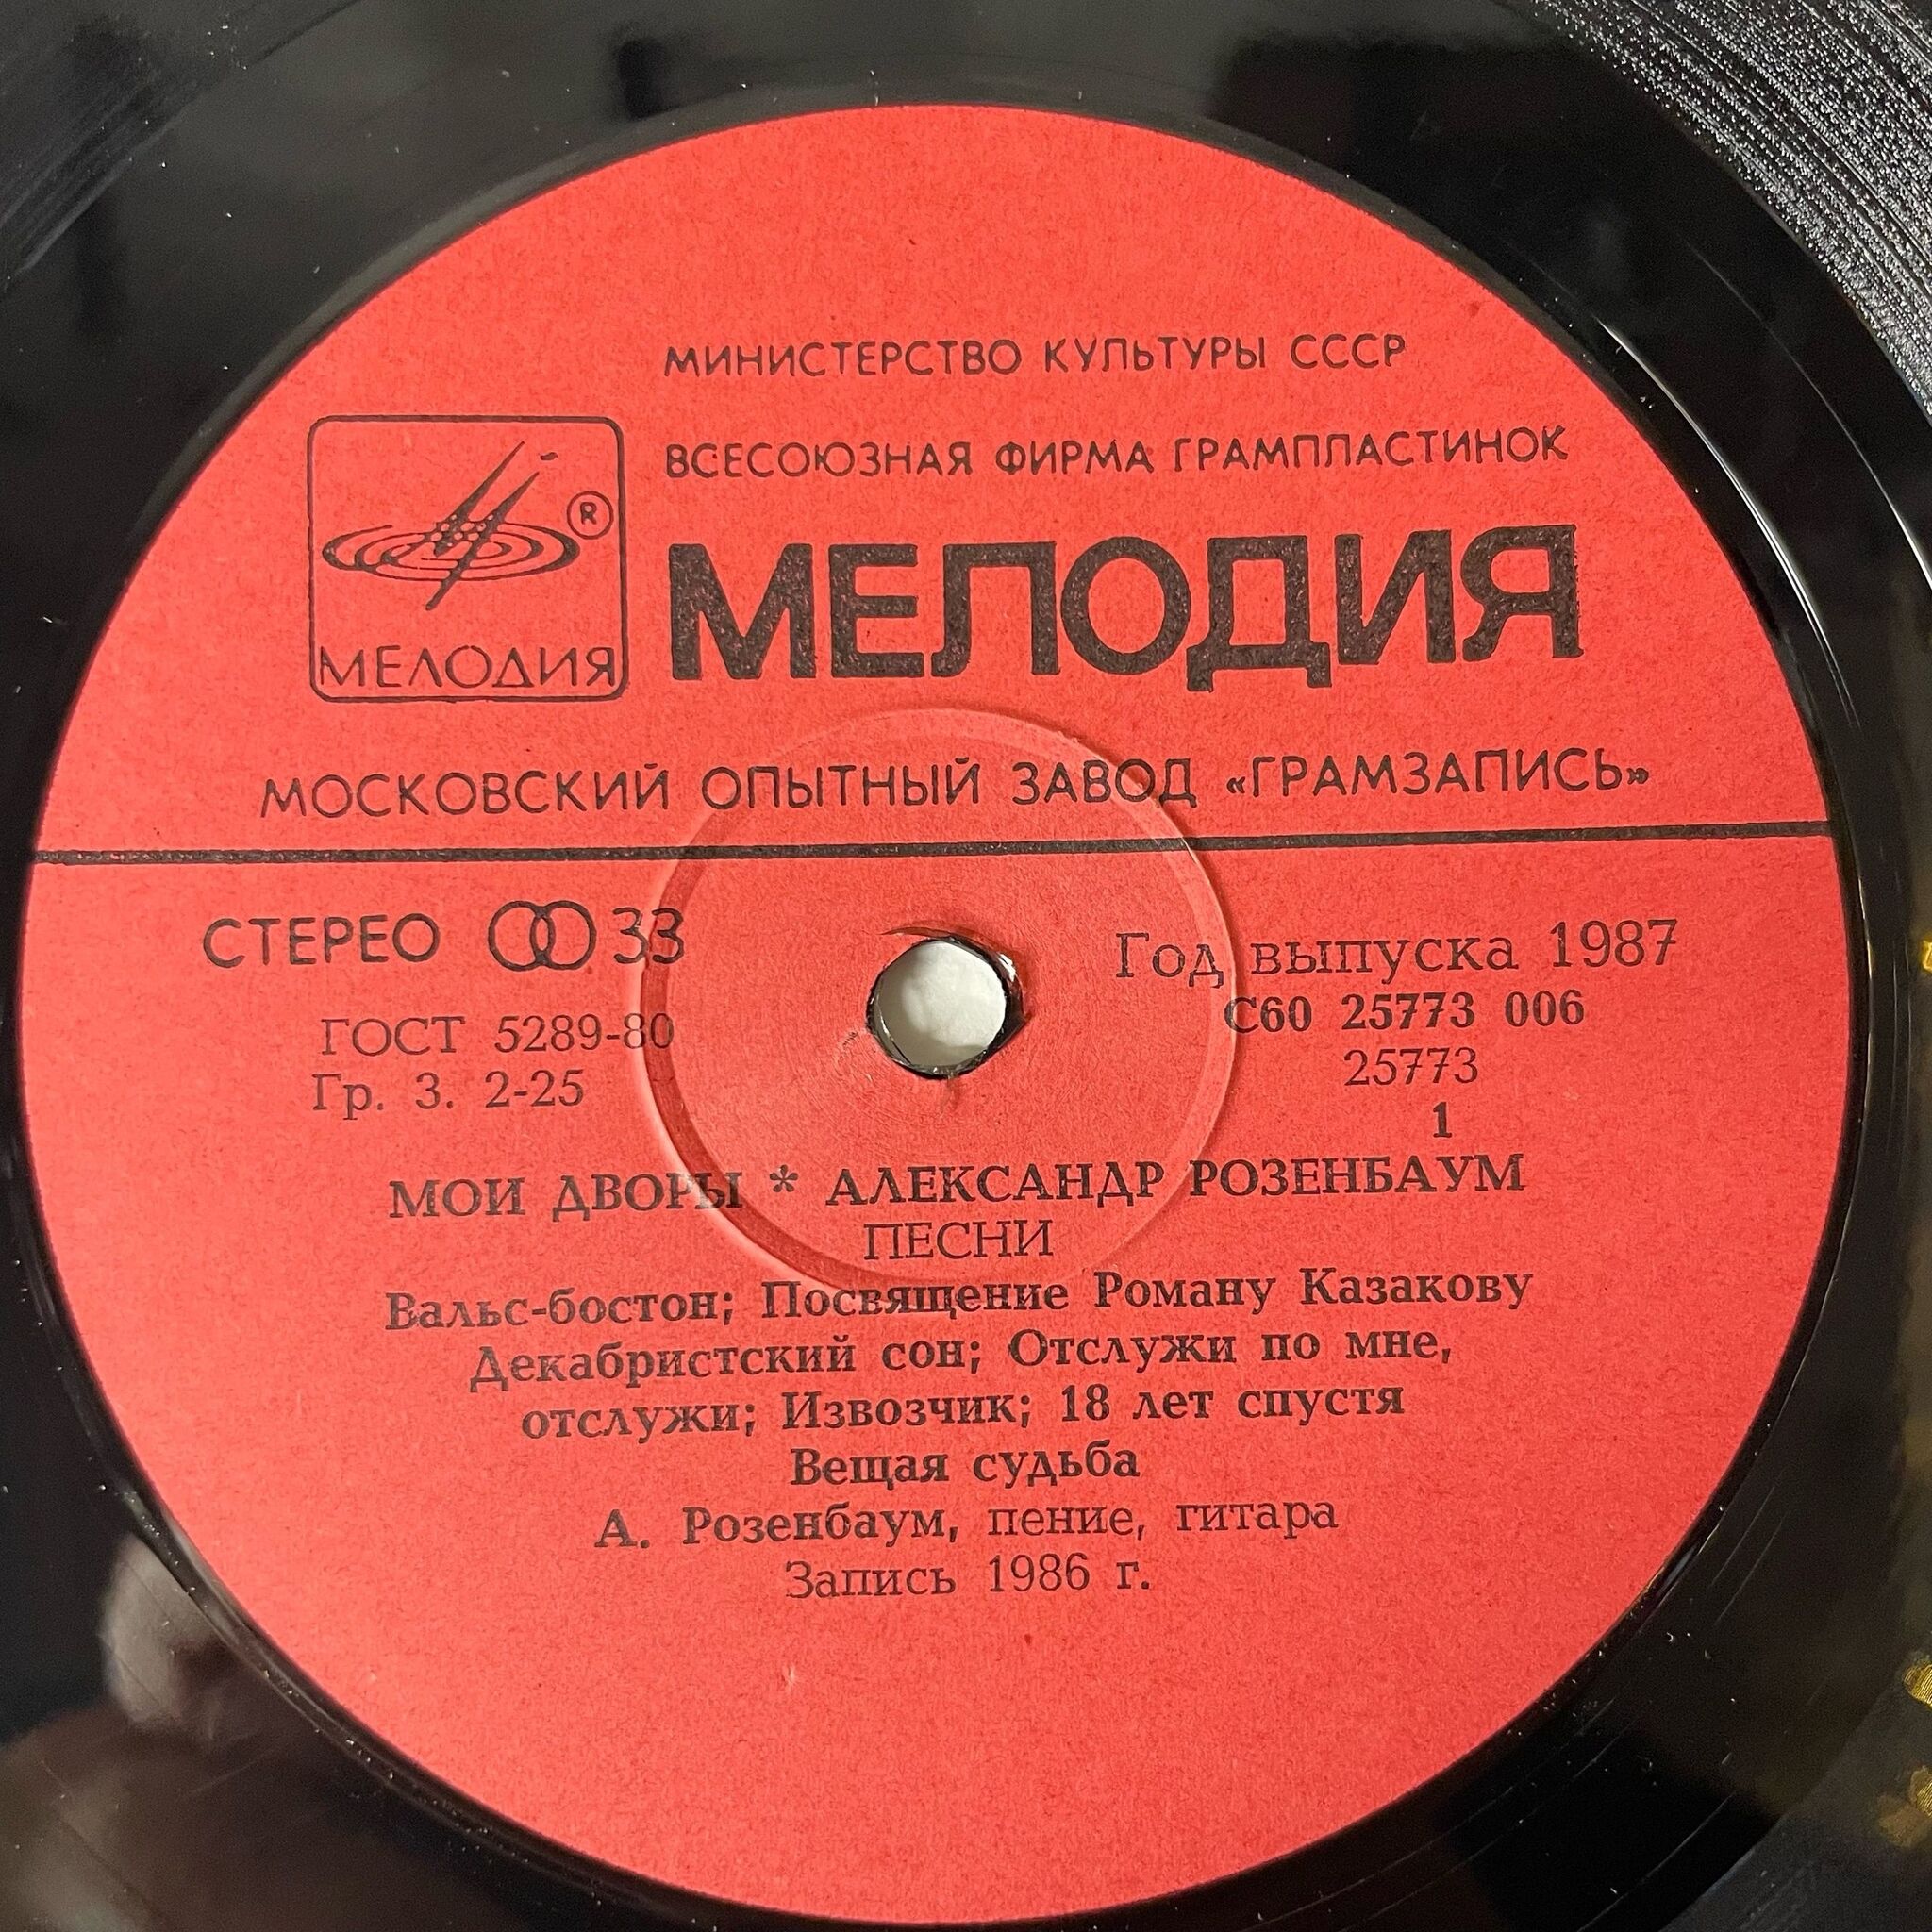 МИНИСТЕРСТВО КУЛЬТУРЫ СССР
ВСЕСОЮЗНАЯ ФИРМА ГРАМПЛАСТИНОК
®
МЕЛОДИЯ
МЕЛОДИЯ
МОСКОВСКИЙ ОПЫТНЫЙ ЗАВОД «ГРАМЗАПИСЬ»
СТЕРЕО 33
Год выпуска 1987
ГОСТ 5289-80
С60 25773 006
Гр. 3. 2-25
25773
1
МОИ ДВОРЫ * АЛЕКСАНДР РОЗЕНБАУМ
ПЕСНИ
Вальс-бостон; Посвящение Роману Казакову
Декабристский сон; Отслужи по мне,
отслужи; Извозчик; 18 лет спустя
Вещая судьба
А. Розенбаум, пение, гитара
Запись 1986 г.